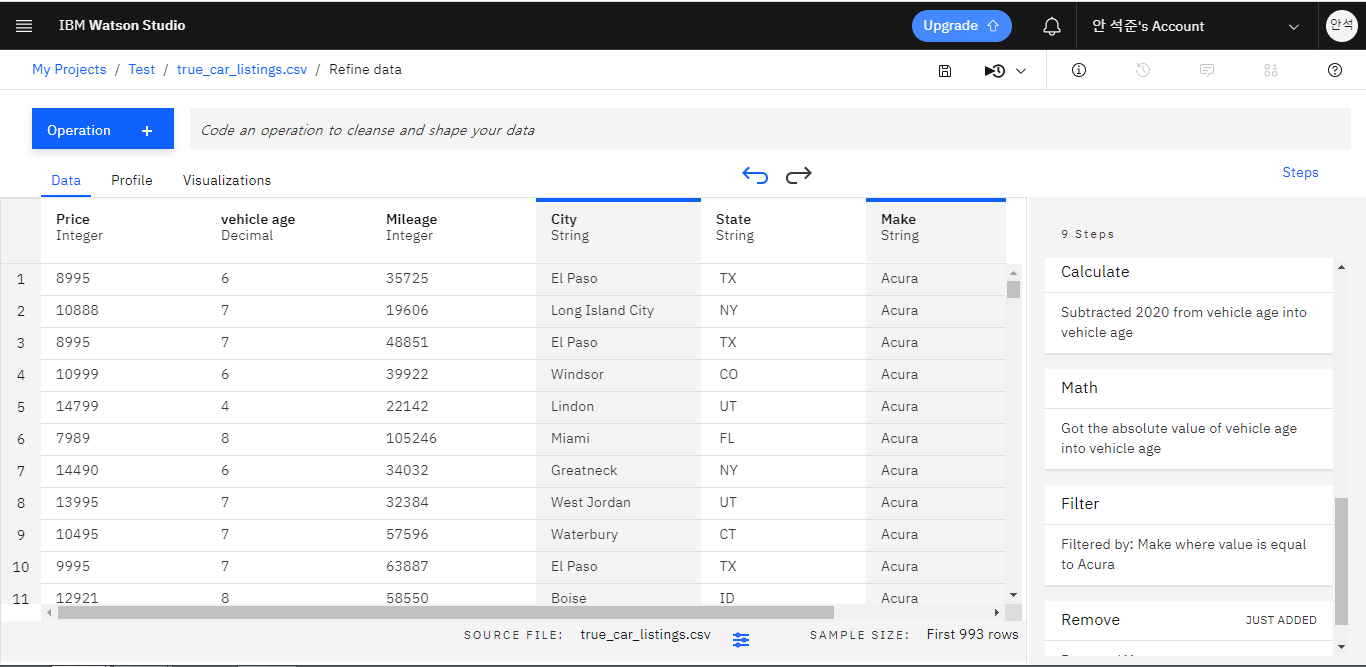 IBM Watson Studio
Upgrade
안 석준's Account
안석
My Projects / Test / true_car_listings.csv / Refine data
Operation +
Code an operation to cleanse and shape your data
Data Profile Visualizations
Steps
Price vehicle age Mileage City State Make
Integer Decimal Integer String String String
1 8995 6 35725 El Paso TX Acura
2 10888 7 19606 Long Island City NY Acura
3 8995 7 48851 El Paso TX Acura
4 10999 6 39922 Windsor CO Acura
5 14799 4 22142 Lindon UT Acura
6 7989 8 105246 Miami FL Acura
7 14490 6 34032 Greatneck NY Acura
8 13995 7 32384 West Jordan UT Acura
9 10495 7 57596 Waterbury CT Acura
10 9995 7 63887 El Paso TX Acura
11 12921 8 58550 Boise ID Acura
SOURCE FILE: true_car_listings.csv
SAMPLE SIZE: First 993 rows
9 Steps
Calculate
Subtracted 2020 from vehicle age into
vehicle age
Math
Got the absolute value of vehicle age
into vehicle age
Filter
Filtered by: Make where value is equal
to Acura
Remove JUST ADDED